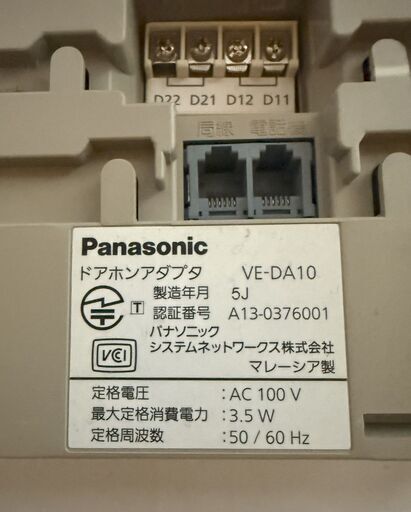 D22 D21 D12 D11
局線 電話機
Panasonic
ドアホンアダプタ VE-DA10
製造年月 5J
T 認証番号 A13-0376001
パナソニック
システムネットワークス株式会社
マレーシア製
VCI
定格電圧 : AC 100 V
最大定格消費電力 : 3.5 W
定格周波数 : 50 / 60 Hz